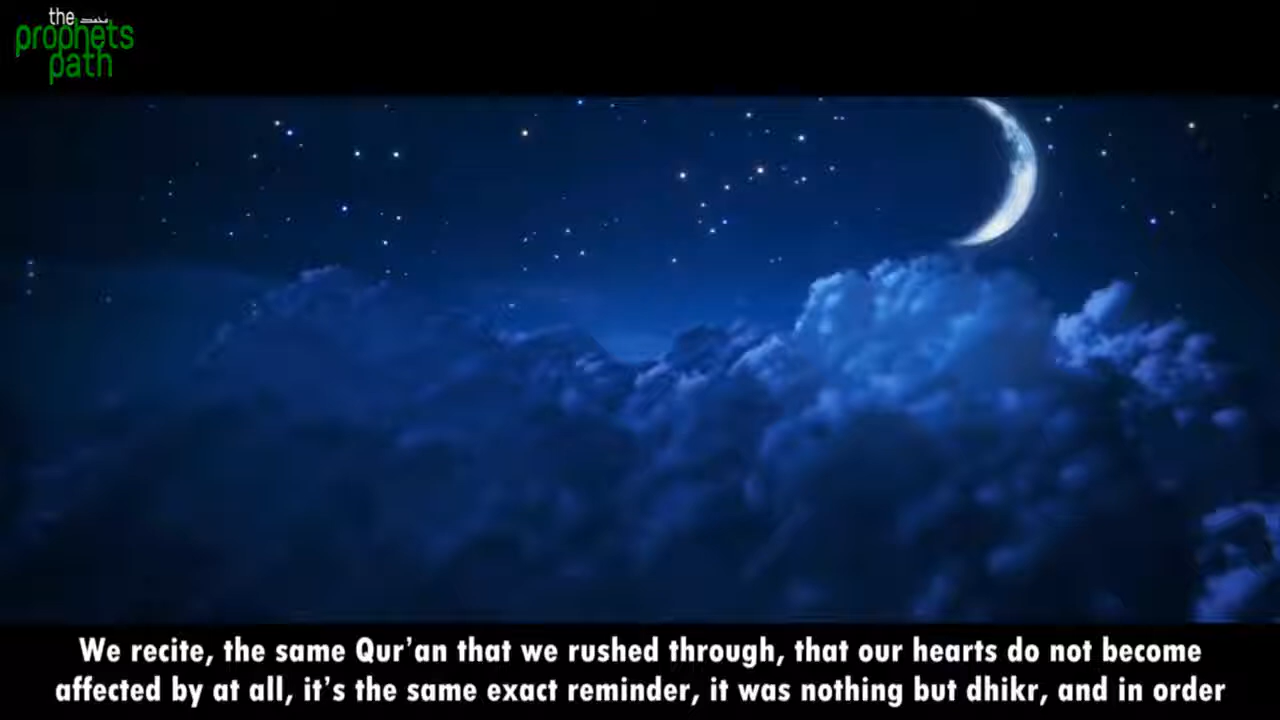 the محمد
prophets
path
We recite, the same Qur’an that we rushed through, that our hearts do not become
affected by at all, it’s the same exact reminder, it was nothing but dhikr, and in order